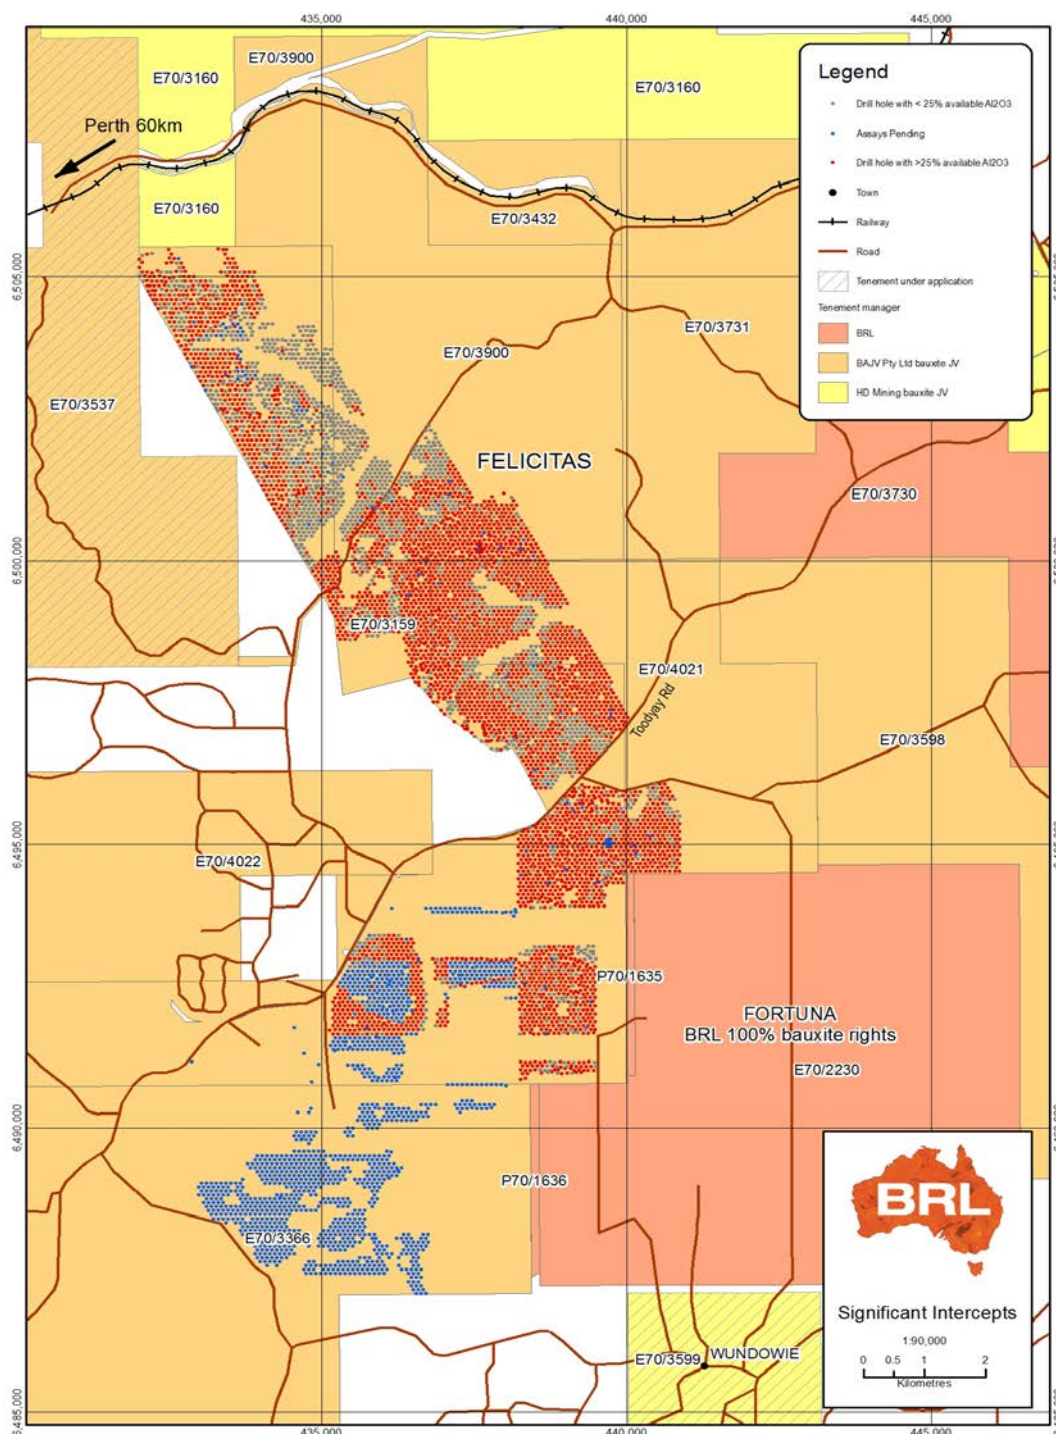 435,000
440,000
445,000
E70/3160
E70/3900
E70/3160
Perth 60km
E70/3160
E70/3432
Legend
Drill hole with < 25% available Al2O3
Assays Pending
Drill hole with >25% available Al2O3
Town
Railway
Road
Tenement under application
Tenement manager
BRL
BAJV Pty Ltd bauxite JV
HD Mining bauxite JV
6,505,000
E70/3731
E70/3900
E70/3537
FELICITAS
E70/3730
6,500,000
E70/3159
E70/4021
Toodyay Rd
E70/3598
6,495,000
E70/4022
P70/1635
FORTUNA
BRL 100% bauxite rights
E70/2230
6,490,000
P70/1636
E70/3366
BRL
Significant Intercepts
1:90,000
0 0.5 1 2
Kilometres
E70/3599
WUNDOWIE
6,485,000
435,000
440,000
445,000